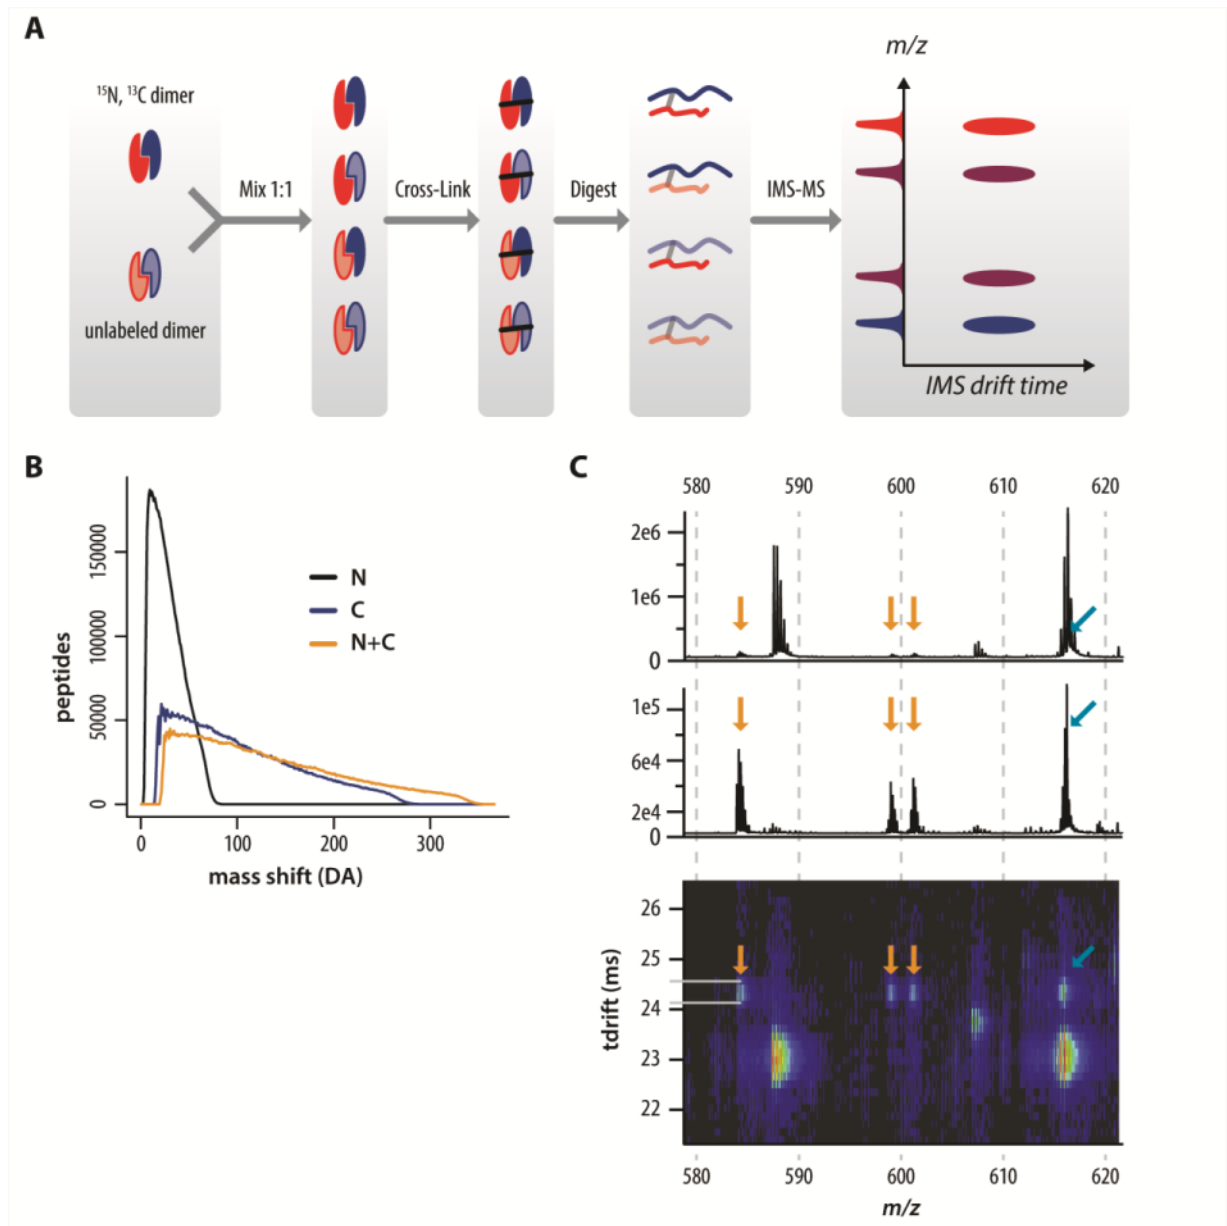 A
m/z
¹⁵N, ¹³C dimer
Mix 1:1
Cross-Link
Digest
IMS-MS
unlabeled dimer
IMS drift time
B
peptides
150000
100000
50000
0
N
C
N+C
0 100 200 300
mass shift (DA)
C
580 590 600 610 620
2e6
1e6
0
1e5
6e4
2e4
0
tdrift (ms)
26
25
24
23
22
580 590 600 610 620
m/z